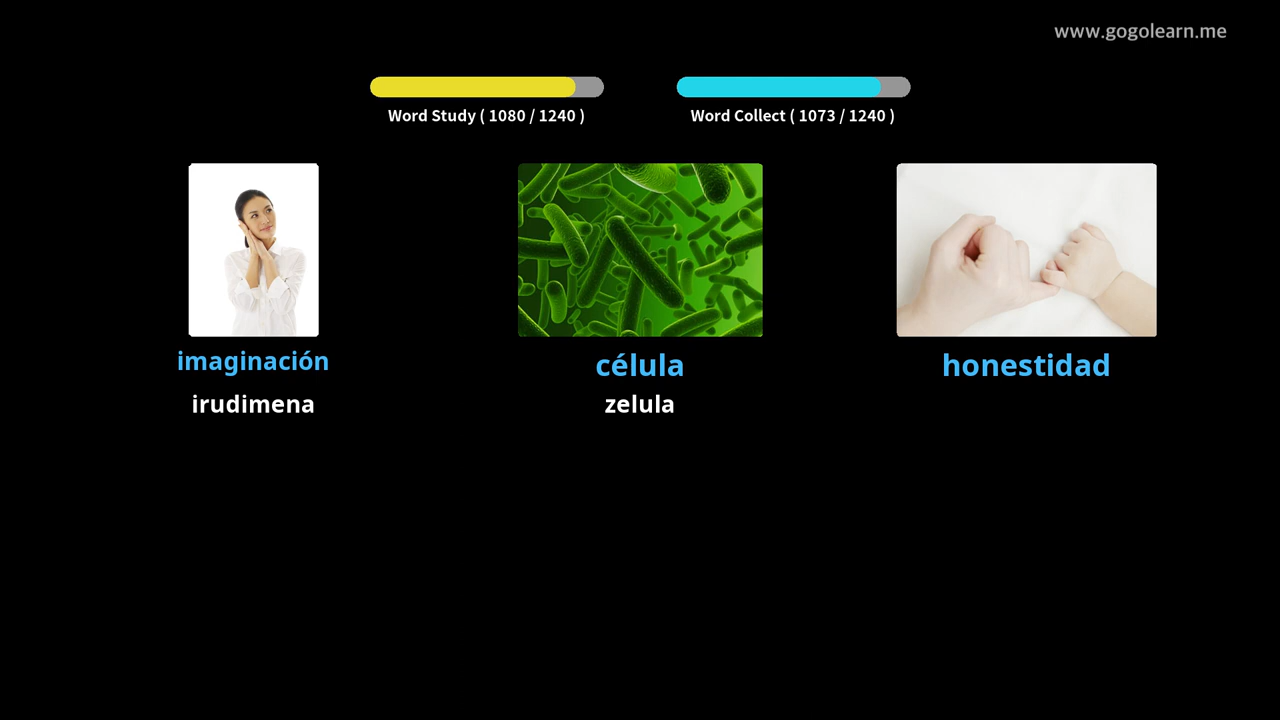 www.gogolearn.me
Word Study ( 1080 / 1240 )
Word Collect ( 1073 / 1240 )
imaginación
irudimena
célula
zelula
honestidad